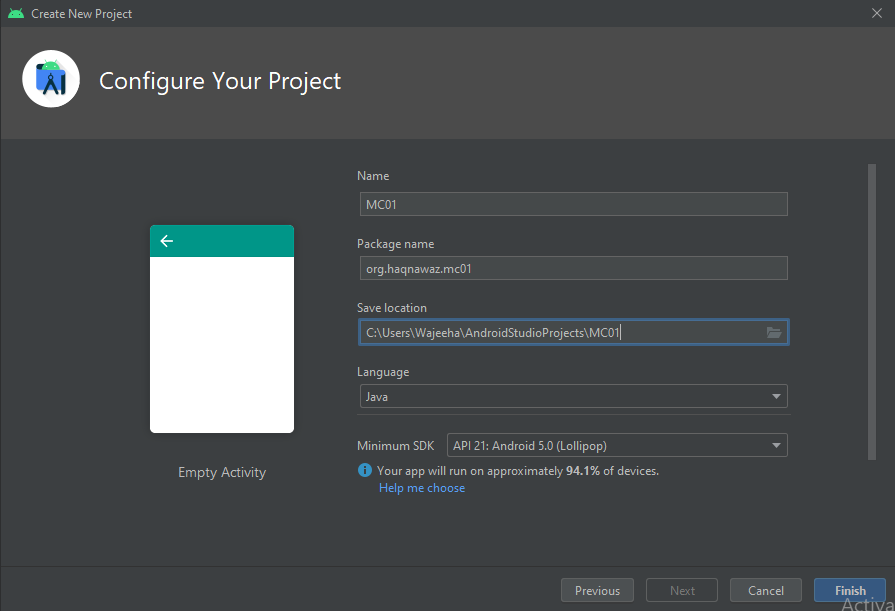 Create New Project
Configure Your Project
Name
MC01
Package name
org.haqnawaz.mc01
Save location
C:\Users\Wajeeha\AndroidStudioProjects\MC01
Language
Java
Minimum SDK API 21: Android 5.0 (Lollipop)
Your app will run on approximately 94.1% of devices.
Help me choose
Empty Activity
Previous Next Cancel Finish
Activa